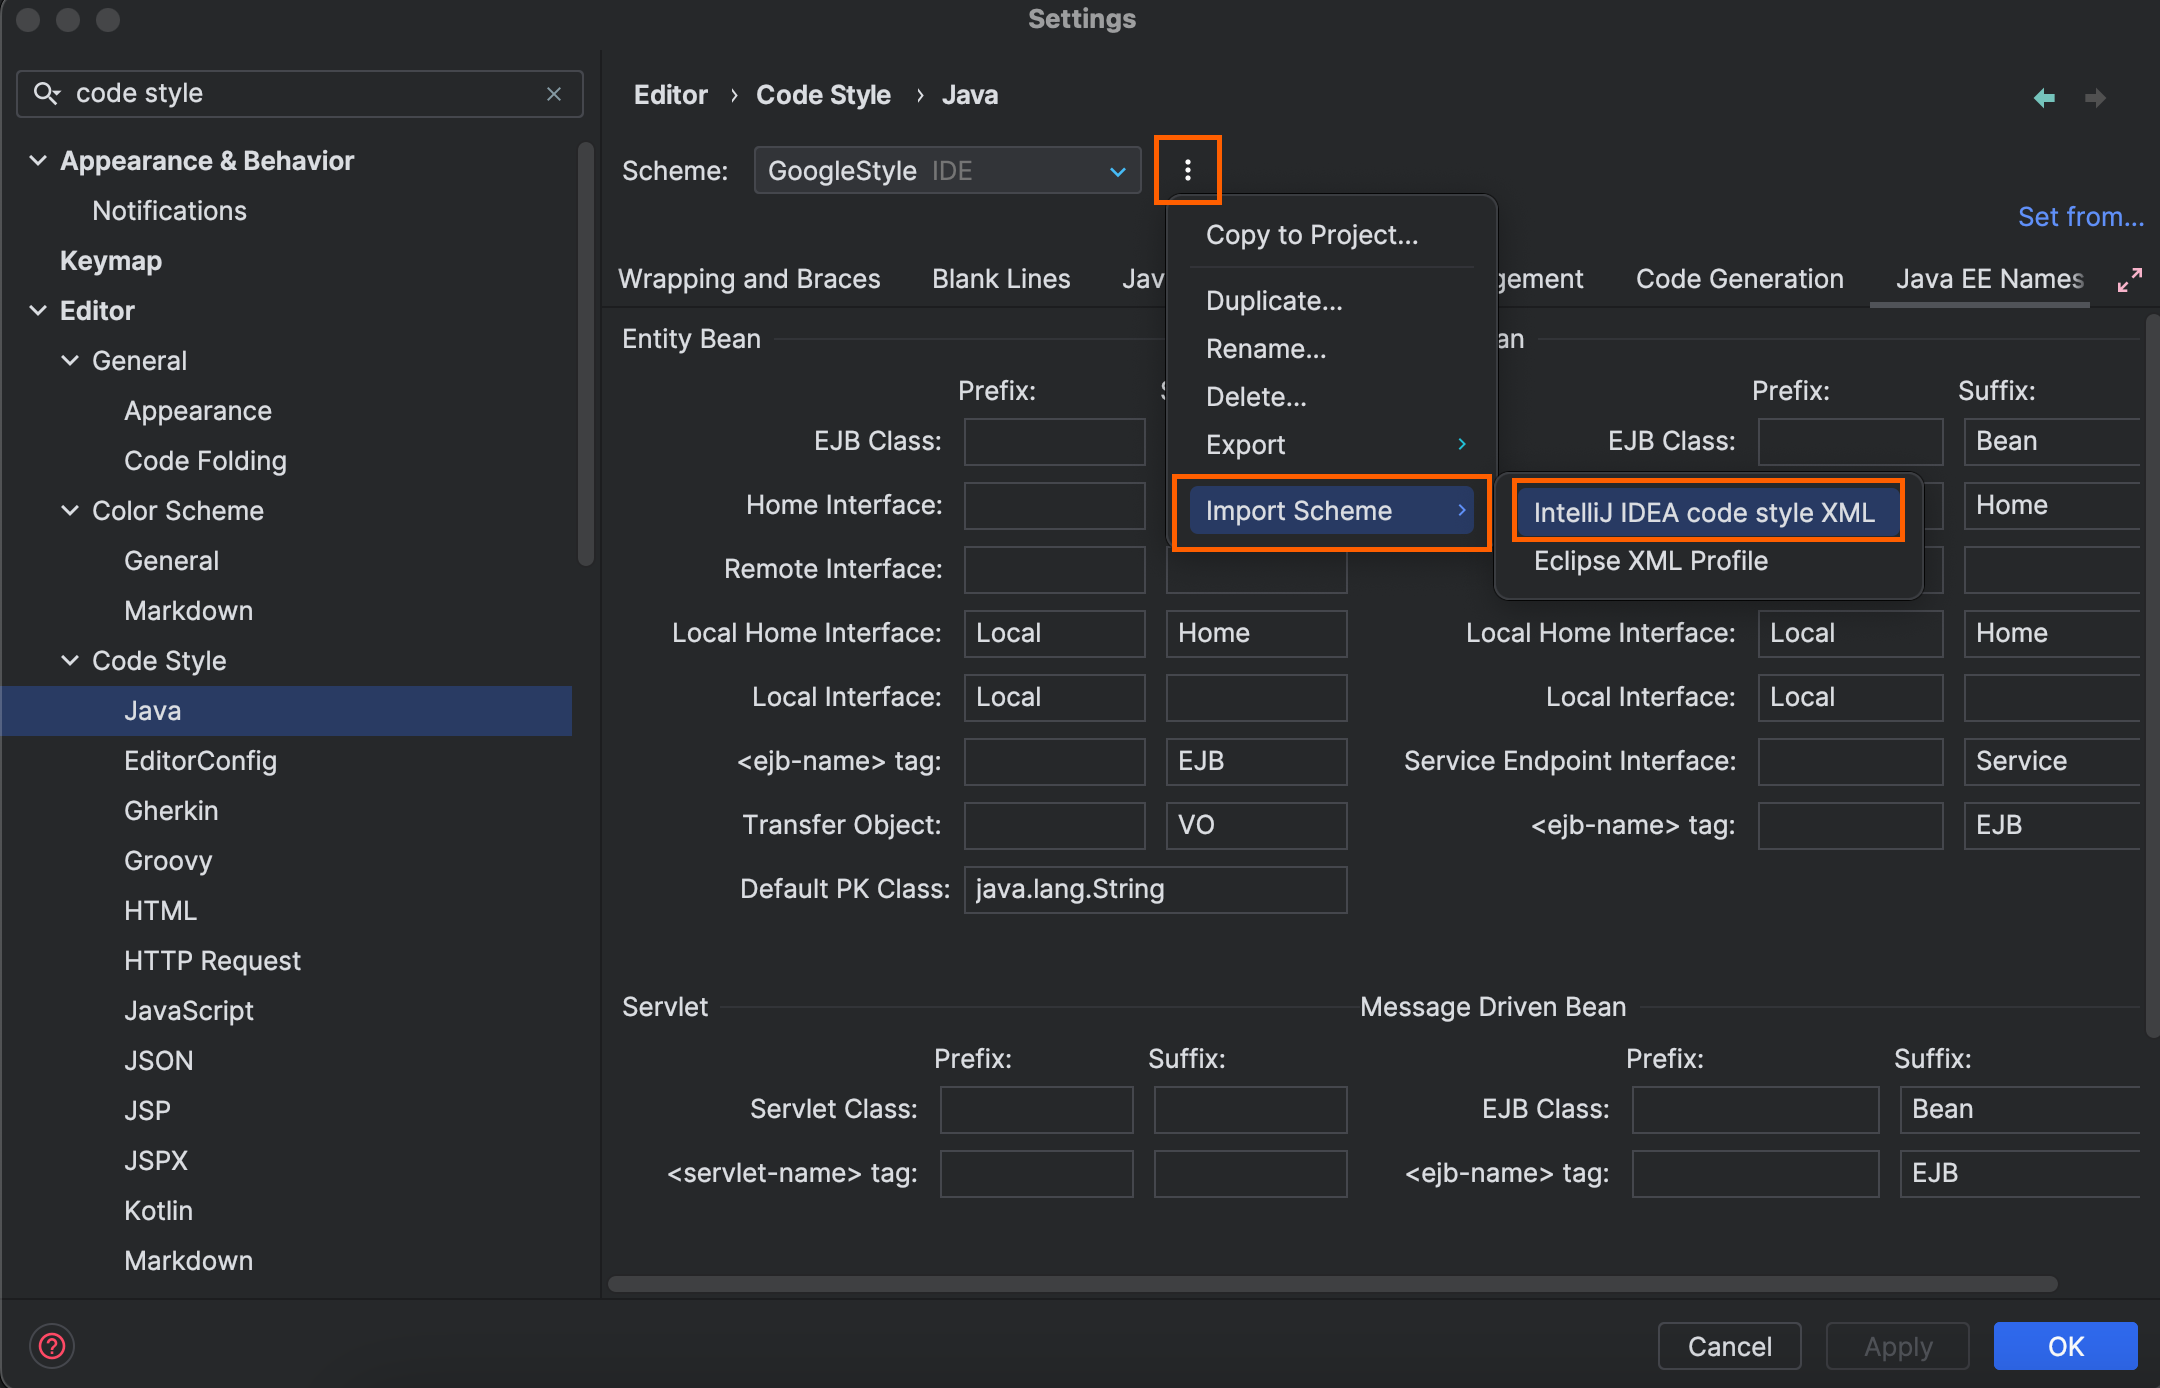 Settings
code style
Appearance & Behavior
Notifications
Keymap
Editor
General
Appearance
Code Folding
Color Scheme
General
Markdown
Code Style
Java
EditorConfig
Gherkin
Groovy
HTML
HTTP Request
JavaScript
JSON
JSP
JSPX
Kotlin
Markdown
Editor › Code Style › Java
Scheme: GoogleStyle IDE
Set from...
Wrapping and Braces Blank Lines Jav gement Code Generation Java EE Names
Copy to Project...
Duplicate...
Rename...
Delete...
Export
Import Scheme
IntelliJ IDEA code style XML
Eclipse XML Profile
Entity Bean
Prefix:
EJB Class:
Home Interface:
Remote Interface:
Local Home Interface: Local Home
Local Interface: Local
<ejb-name> tag: EJB
Transfer Object: VO
Default PK Class: java.lang.String
an
Prefix: Suffix:
EJB Class: Bean
Home
Local Home Interface: Local Home
Local Interface: Local
Service Endpoint Interface: Service
<ejb-name> tag: EJB
Servlet
Prefix: Suffix:
Servlet Class:
<servlet-name> tag:
Message Driven Bean
Prefix: Suffix:
EJB Class: Bean
<ejb-name> tag: EJB
?
Cancel Apply OK